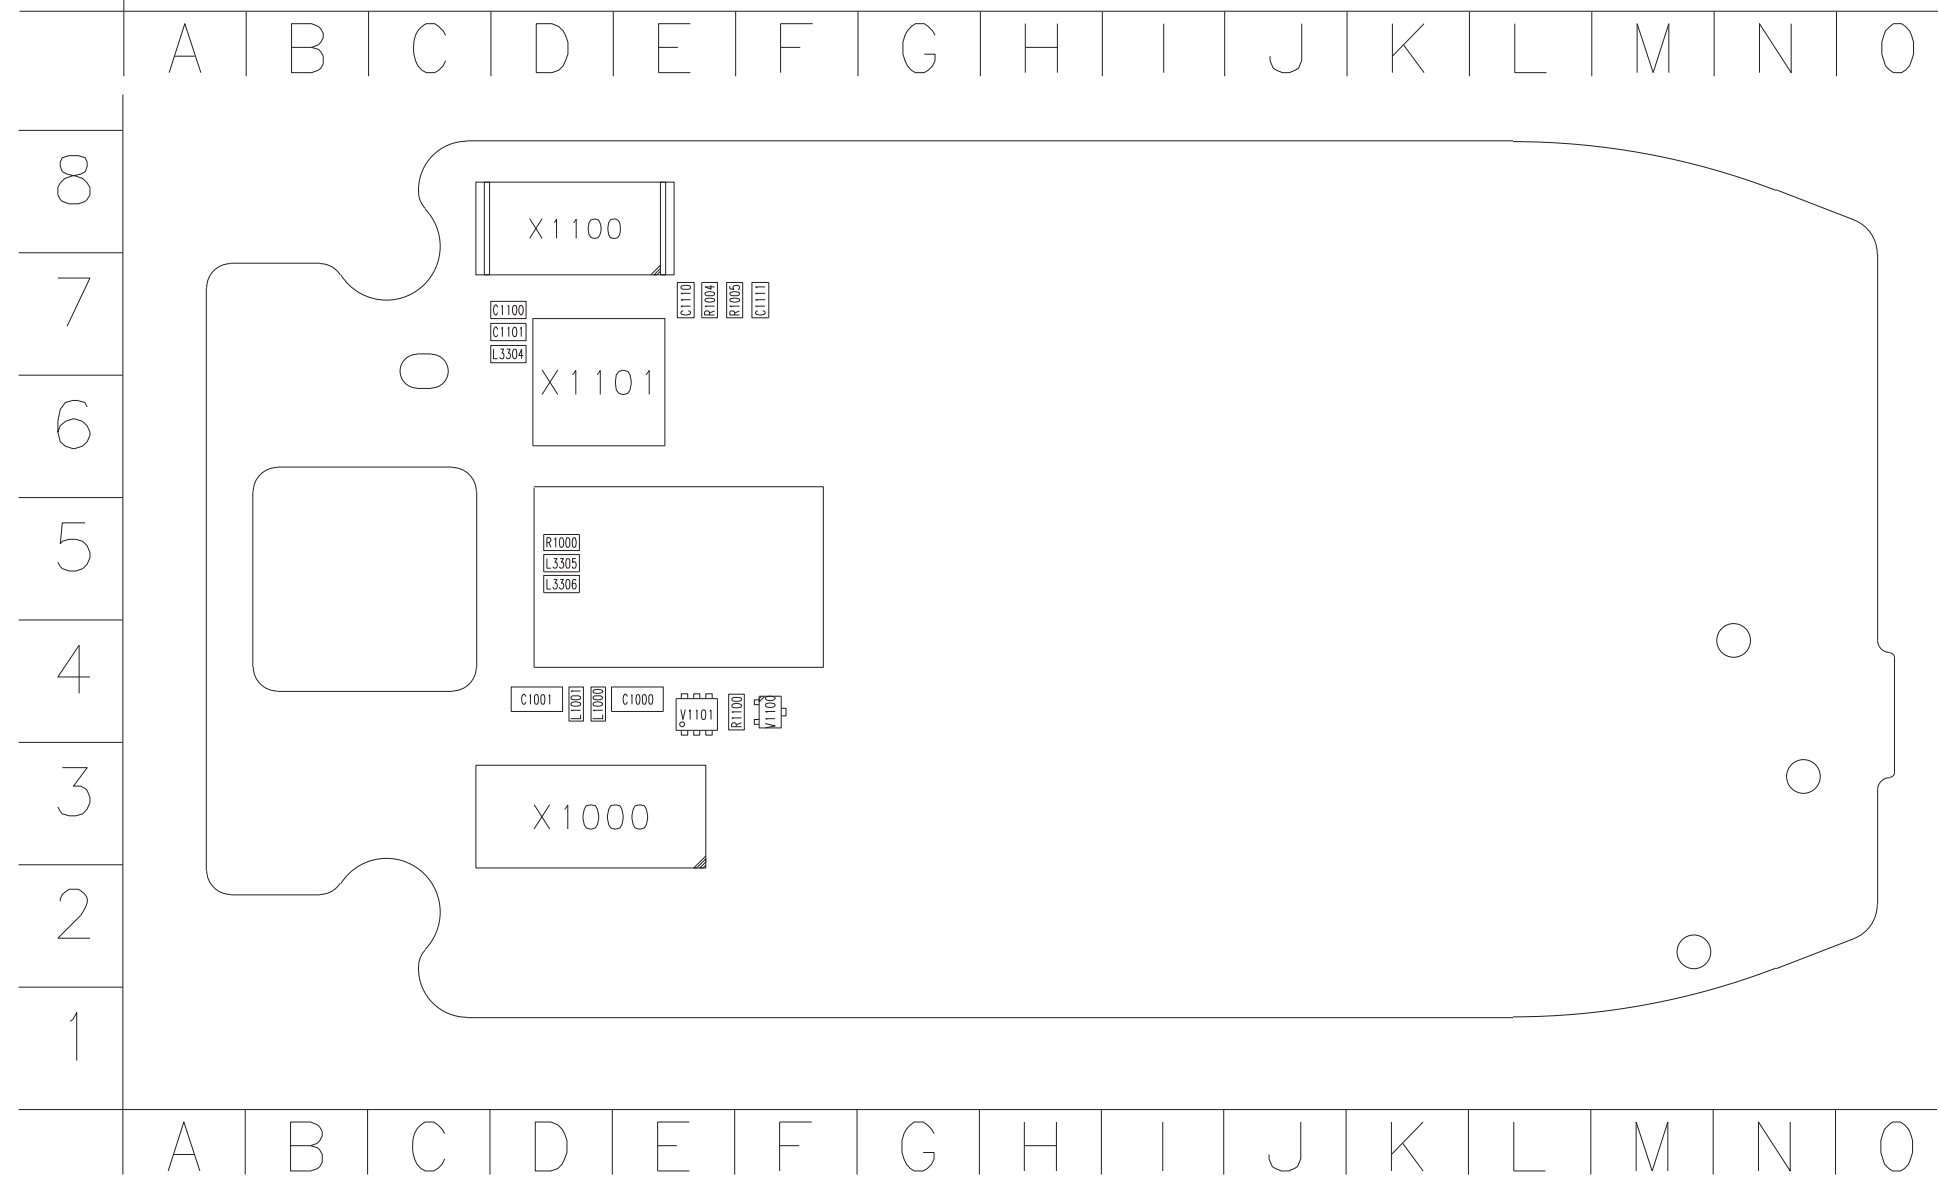 A B C D E F G H I J K L M N O
8
X1100
7
C1110 R1004 R1005 C1111
C1100
C1101
L3304
X1101
6
5
R1000
L3305
L3306
4
C1001 L1001 L1000 C1000 V1101 R1100 V1100
3
X1000
2
1
A B C D E F G H I J K L M N O